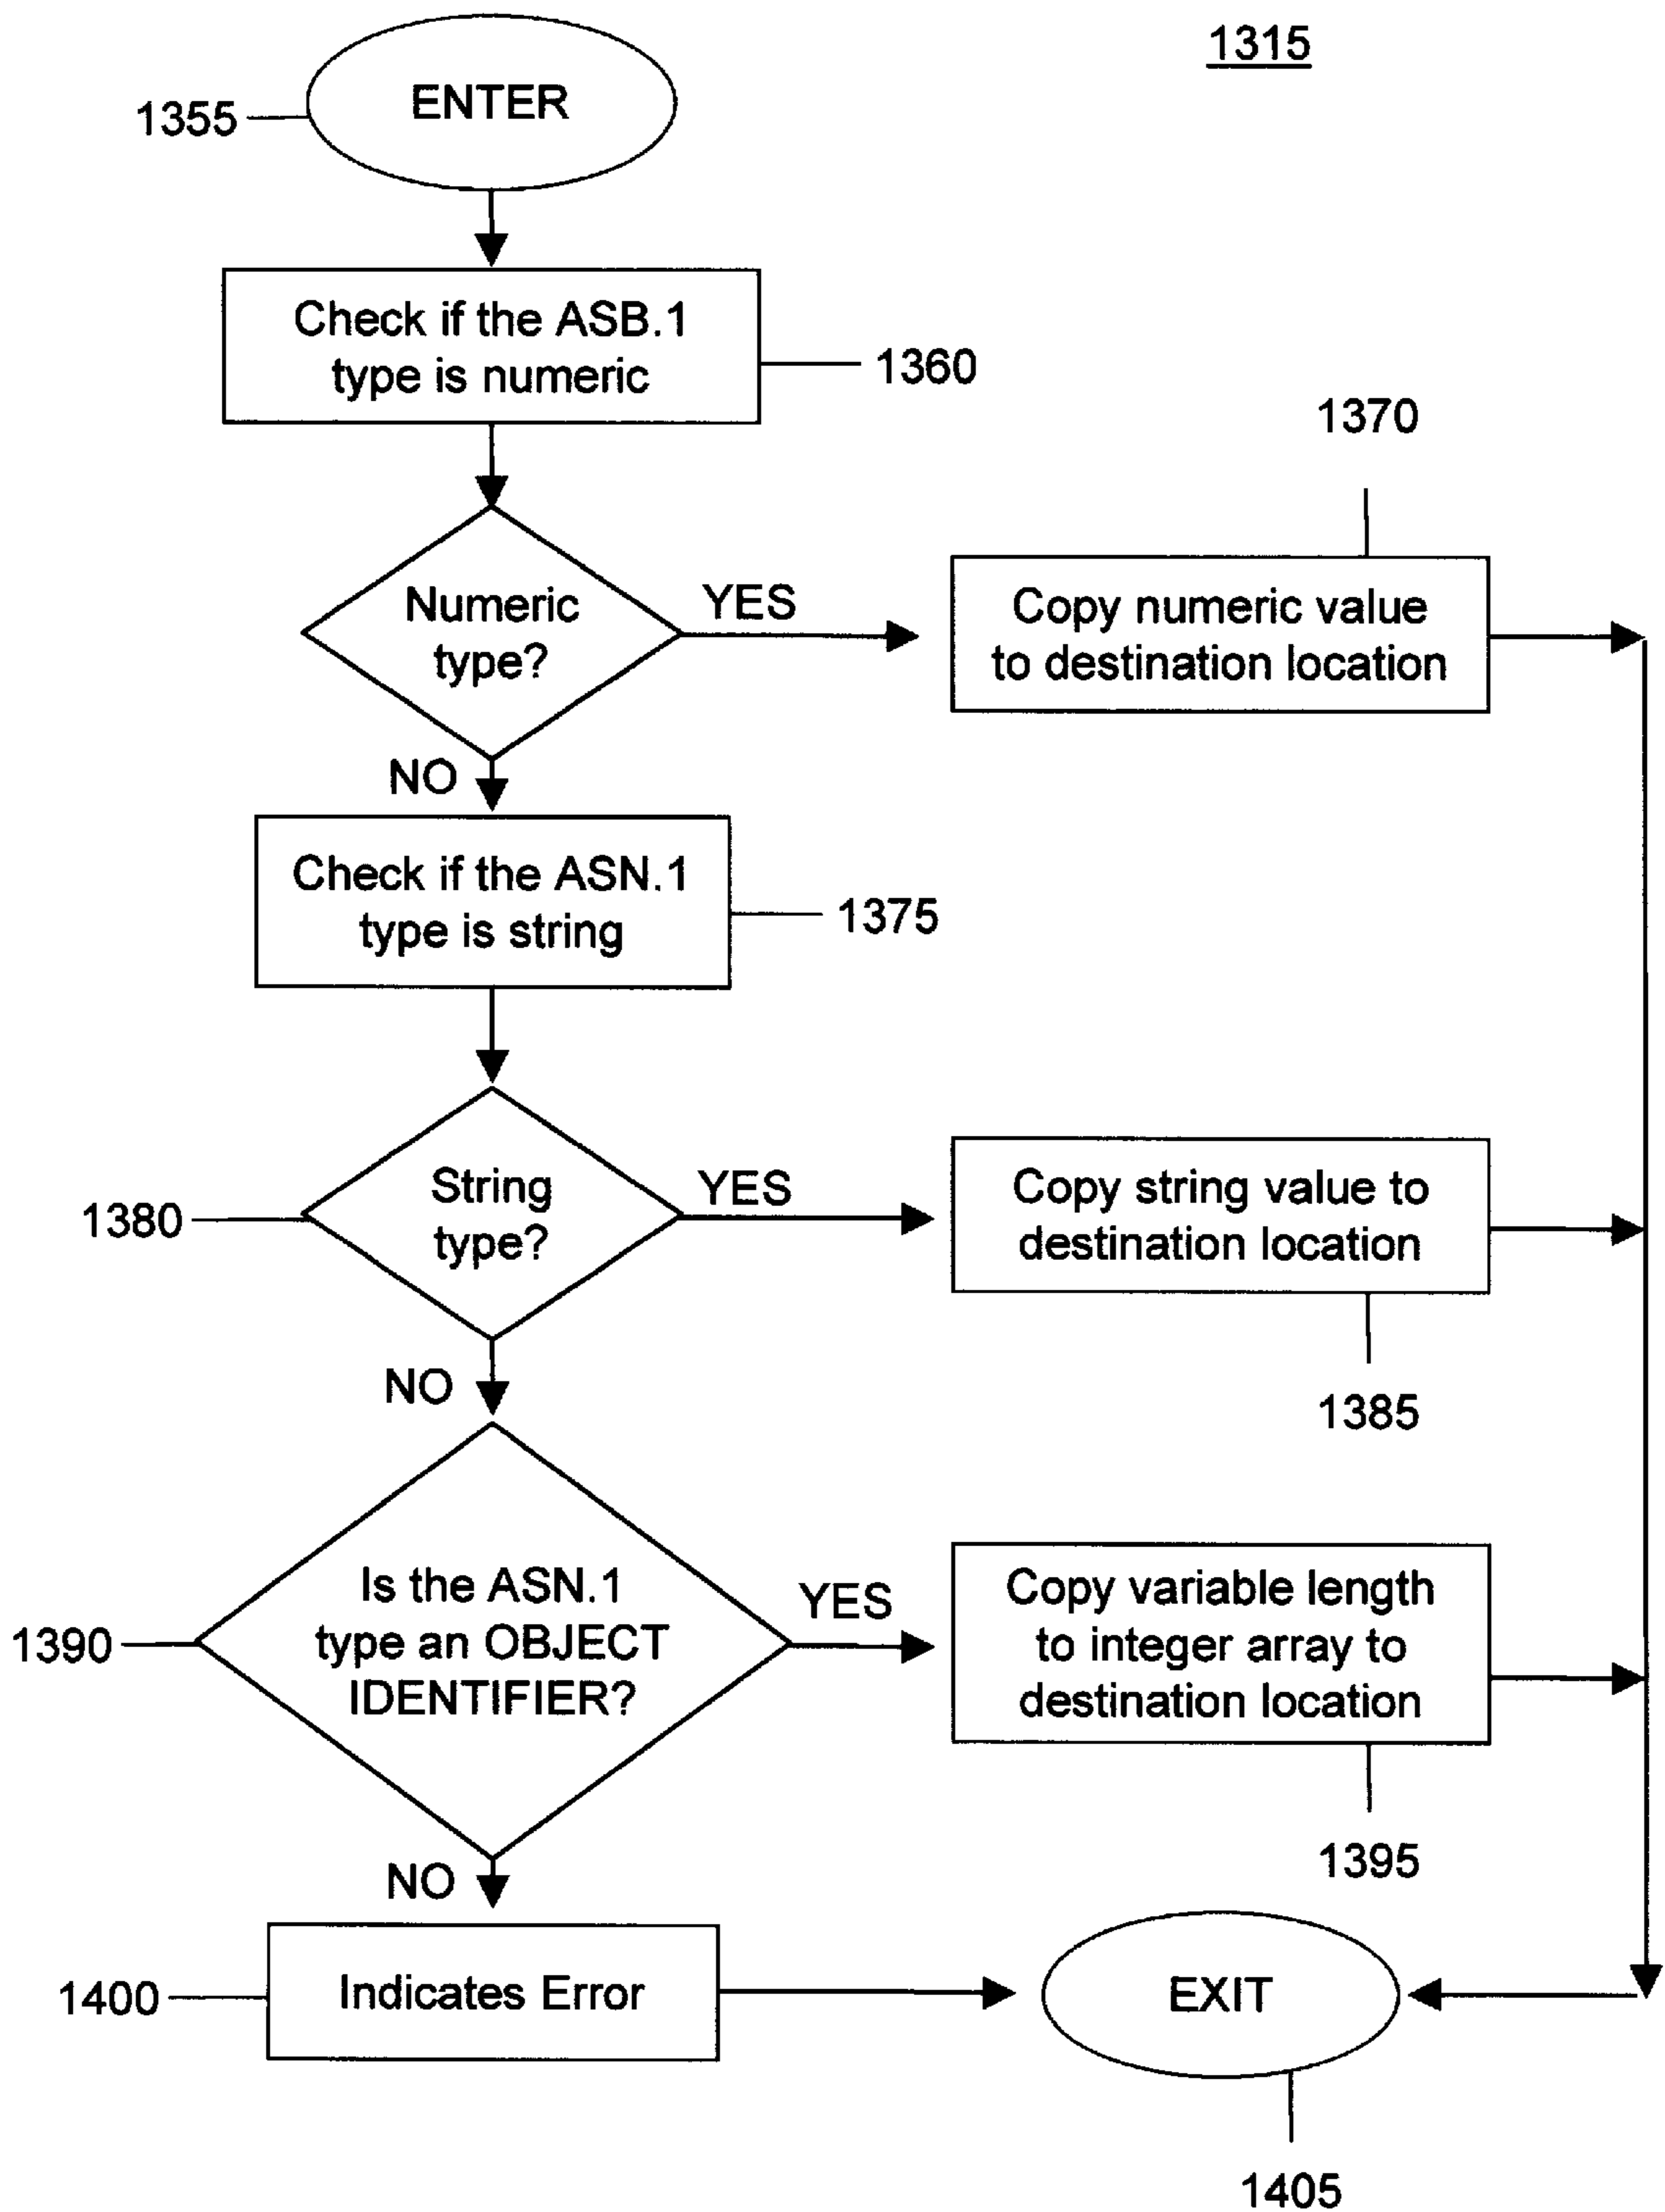 1315
ENTER
1355
Check if the ASB.1
type is numeric
1360
1370
Numeric
type?
YES
Copy numeric value
to destination location
NO
Check if the ASN.1
type is string
1375
String
type?
YES
1380
Copy string value to
destination location
NO
1385
Is the ASN.1
type an OBJECT
IDENTIFIER?
YES
1390
Copy variable length
to integer array to
destination location
NO
1395
Indicates Error
1400
EXIT
1405